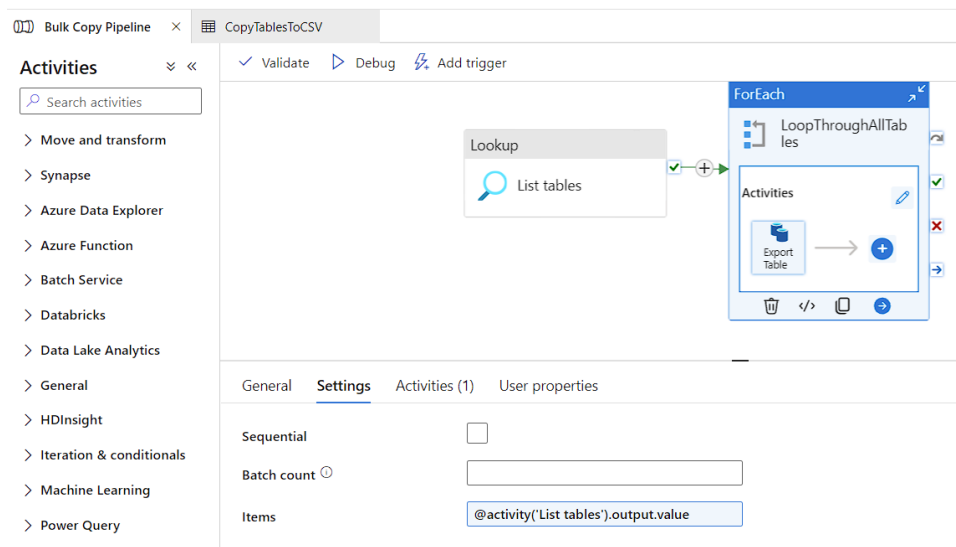 Bulk Copy Pipeline
CopyTablesToCSV
Activities
Search activities
Move and transform
Synapse
Azure Data Explorer
Azure Function
Batch Service
Databricks
Data Lake Analytics
General
HDInsight
Iteration & conditionals
Machine Learning
Power Query
Validate
Debug
Add trigger
Lookup
List tables
ForEach
LoopThroughAllTab
les
Activities
Export
Table
General
Settings
Activities (1)
User properties
Sequential
Batch count
Items
@activity('List tables').output.value